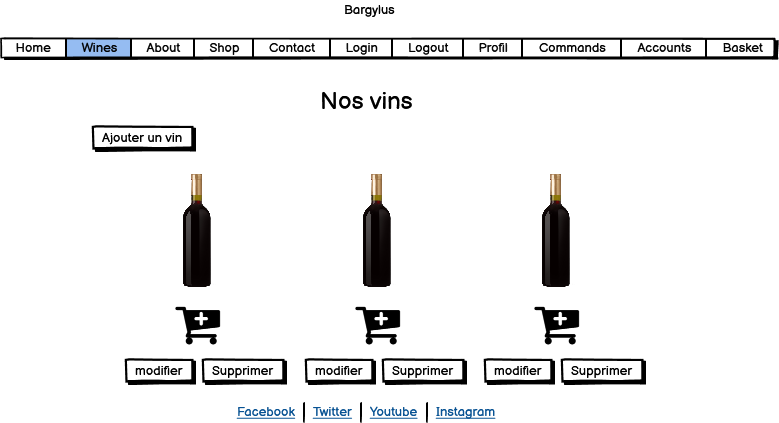 Bargylus
Home Wines About Shop Contact Login Logout Profil Commands Accounts Basket
Nos vins
Ajouter un vin
modifier Supprimer modifier Supprimer modifier Supprimer
Facebook Twitter Youtube Instagram